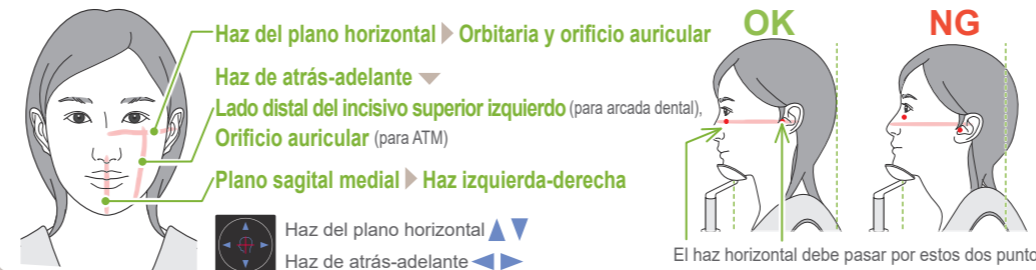 Haz del plano horizontal ▶ Orbitaria y orificio auricular
Haz de atrás-adelante ▼
Lado distal del incisivo superior izquierdo (para arcada dental),
Orificio auricular (para ATM)
Plano sagital medial ▶ Haz izquierda-derecha
Haz del plano horizontal ▲ ▼
Haz de atrás-adelante ◀ ▶
OK
NG
El haz horizontal debe pasar por estos dos punto